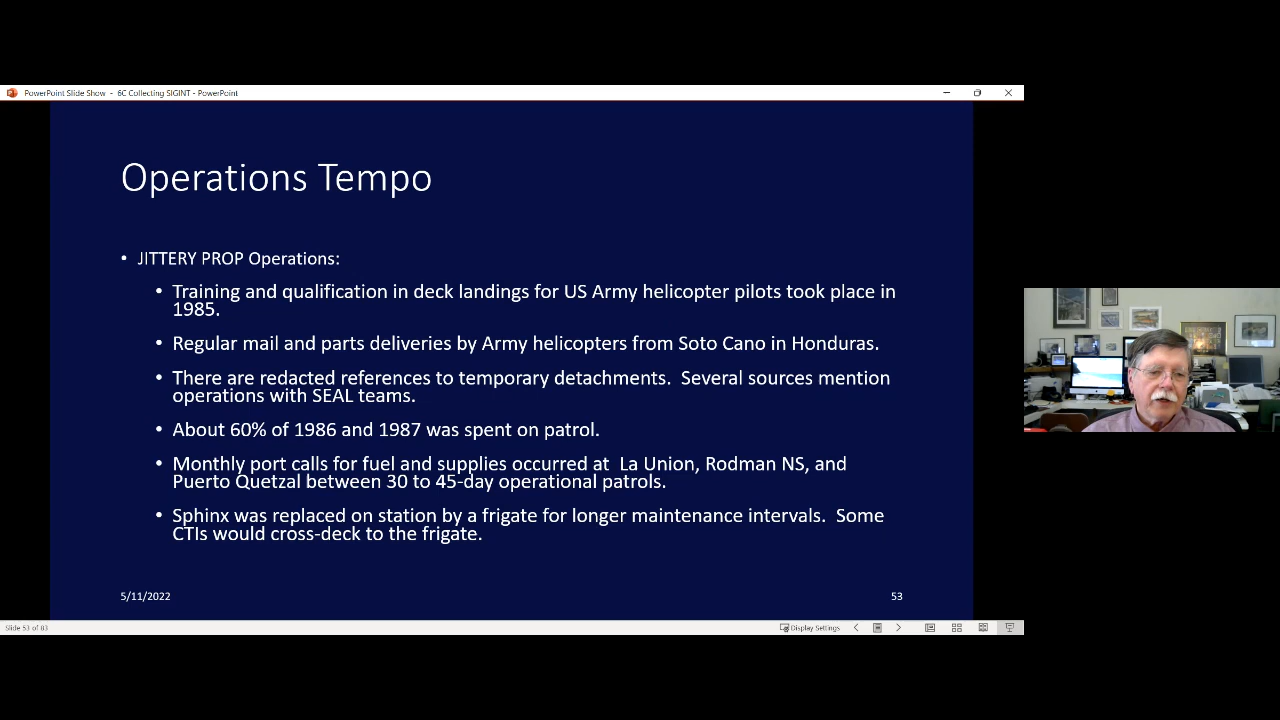 PowerPoint Slide Show - 6C Collecting SIGINT - PowerPoint
Operations Tempo
• JITTERY PROP Operations:
• Training and qualification in deck landings for US Army helicopter pilots took place in
1985.
• Regular mail and parts deliveries by Army helicopters from Soto Cano in Honduras.
• There are redacted references to temporary detachments. Several sources mention
operations with SEAL teams.
• About 60% of 1986 and 1987 was spent on patrol.
• Monthly port calls for fuel and supplies occurred at La Union, Rodman NS, and
Puerto Quetzal between 30 to 45-day operational patrols.
• Sphinx was replaced on station by a frigate for longer maintenance intervals. Some
CTIs would cross-deck to the frigate.
5/11/2022
53
Slide 53 of 83
Display Settings